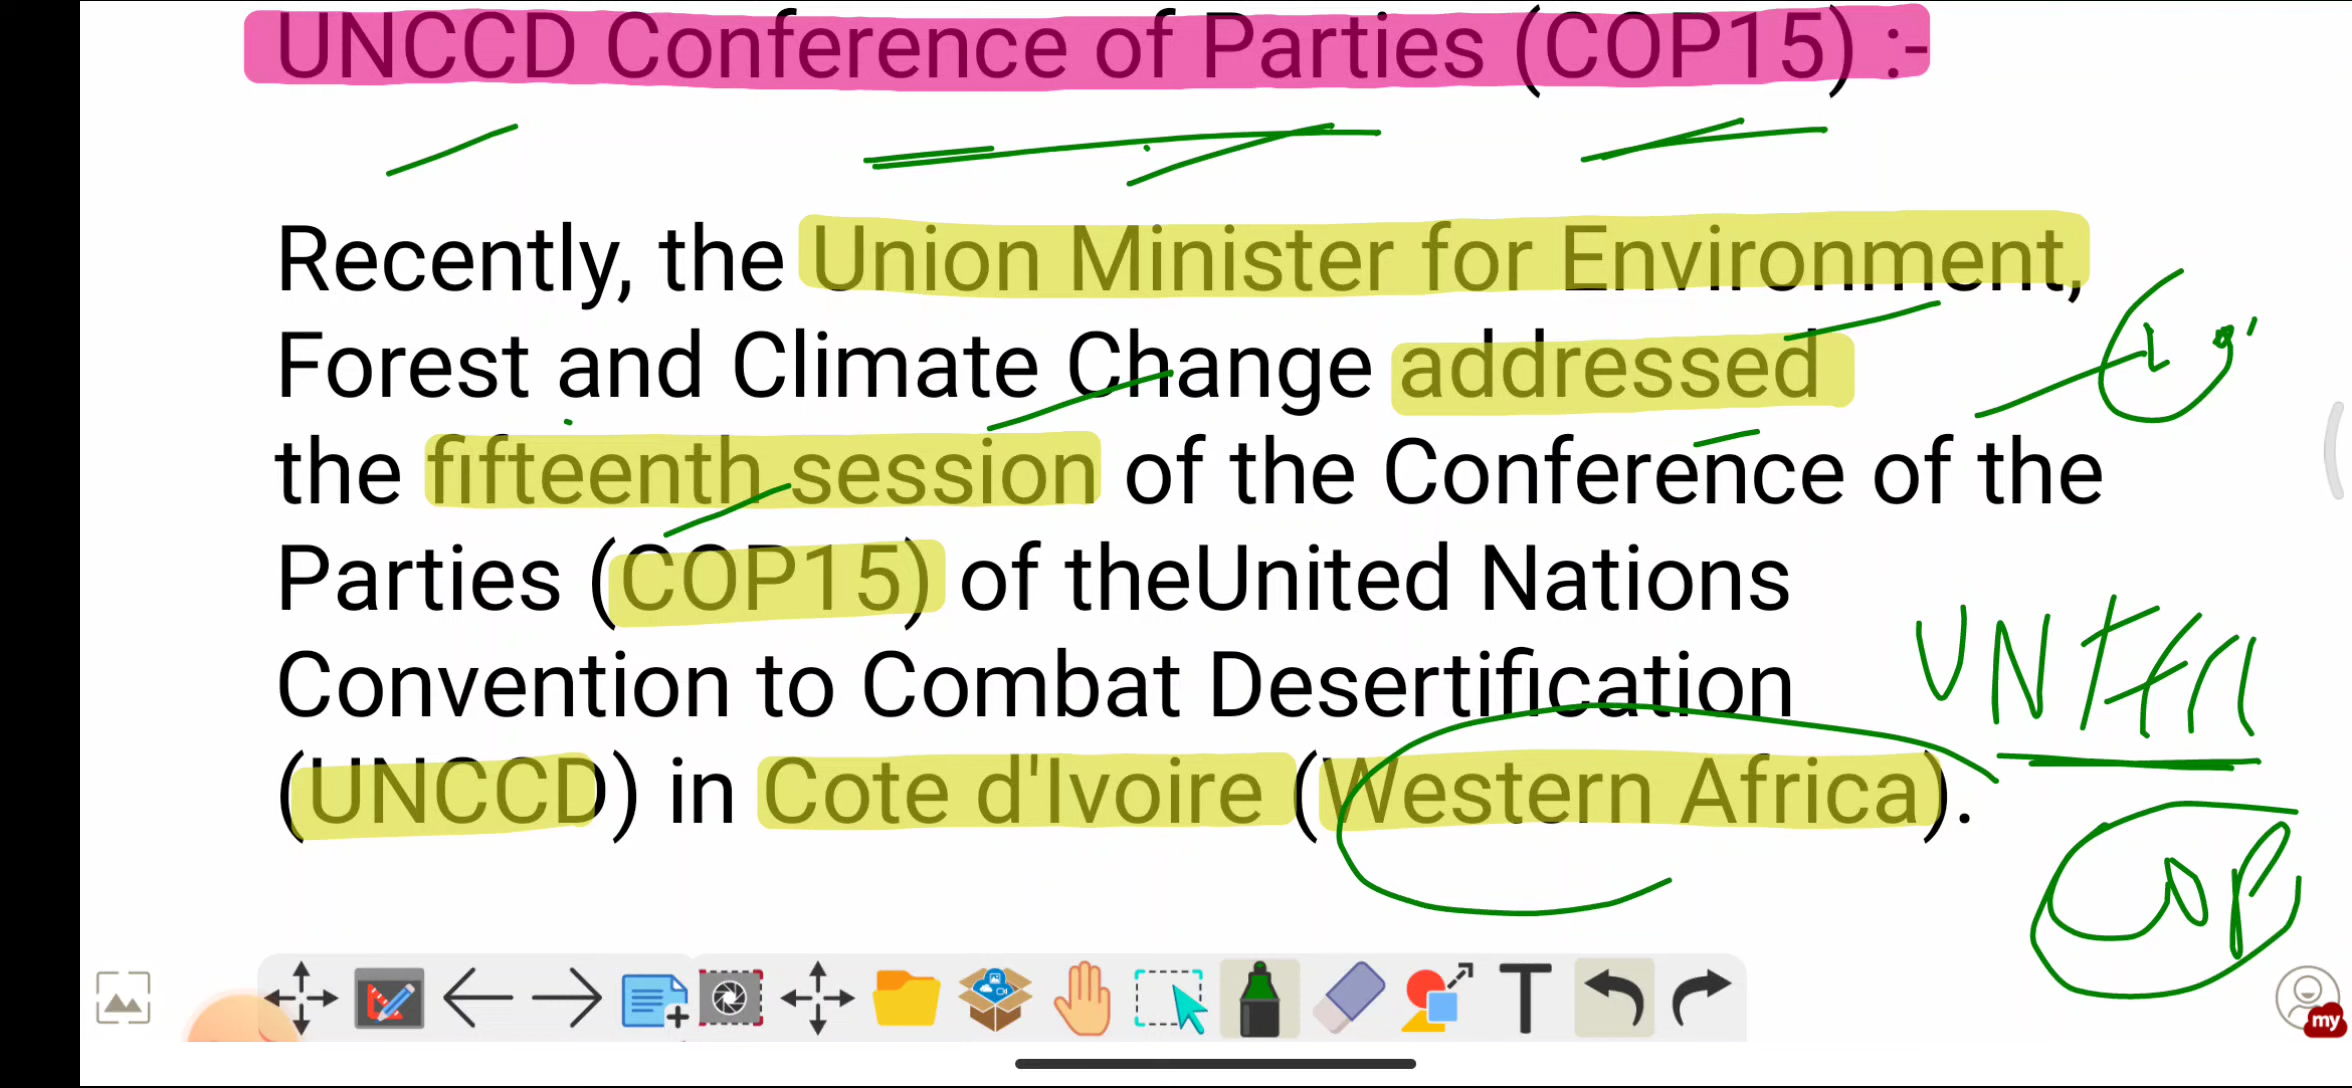 UNCCD Conference of Parties (COP15) :-
Recently, the Union Minister for Environment,
Forest and Climate Change addressed
the fifteenth session of the Conference of the
Parties (COP15) of theUnited Nations
Convention to Combat Desertification
(UNCCD) in Cote d'Ivoire (Western Africa).
COP
T
my